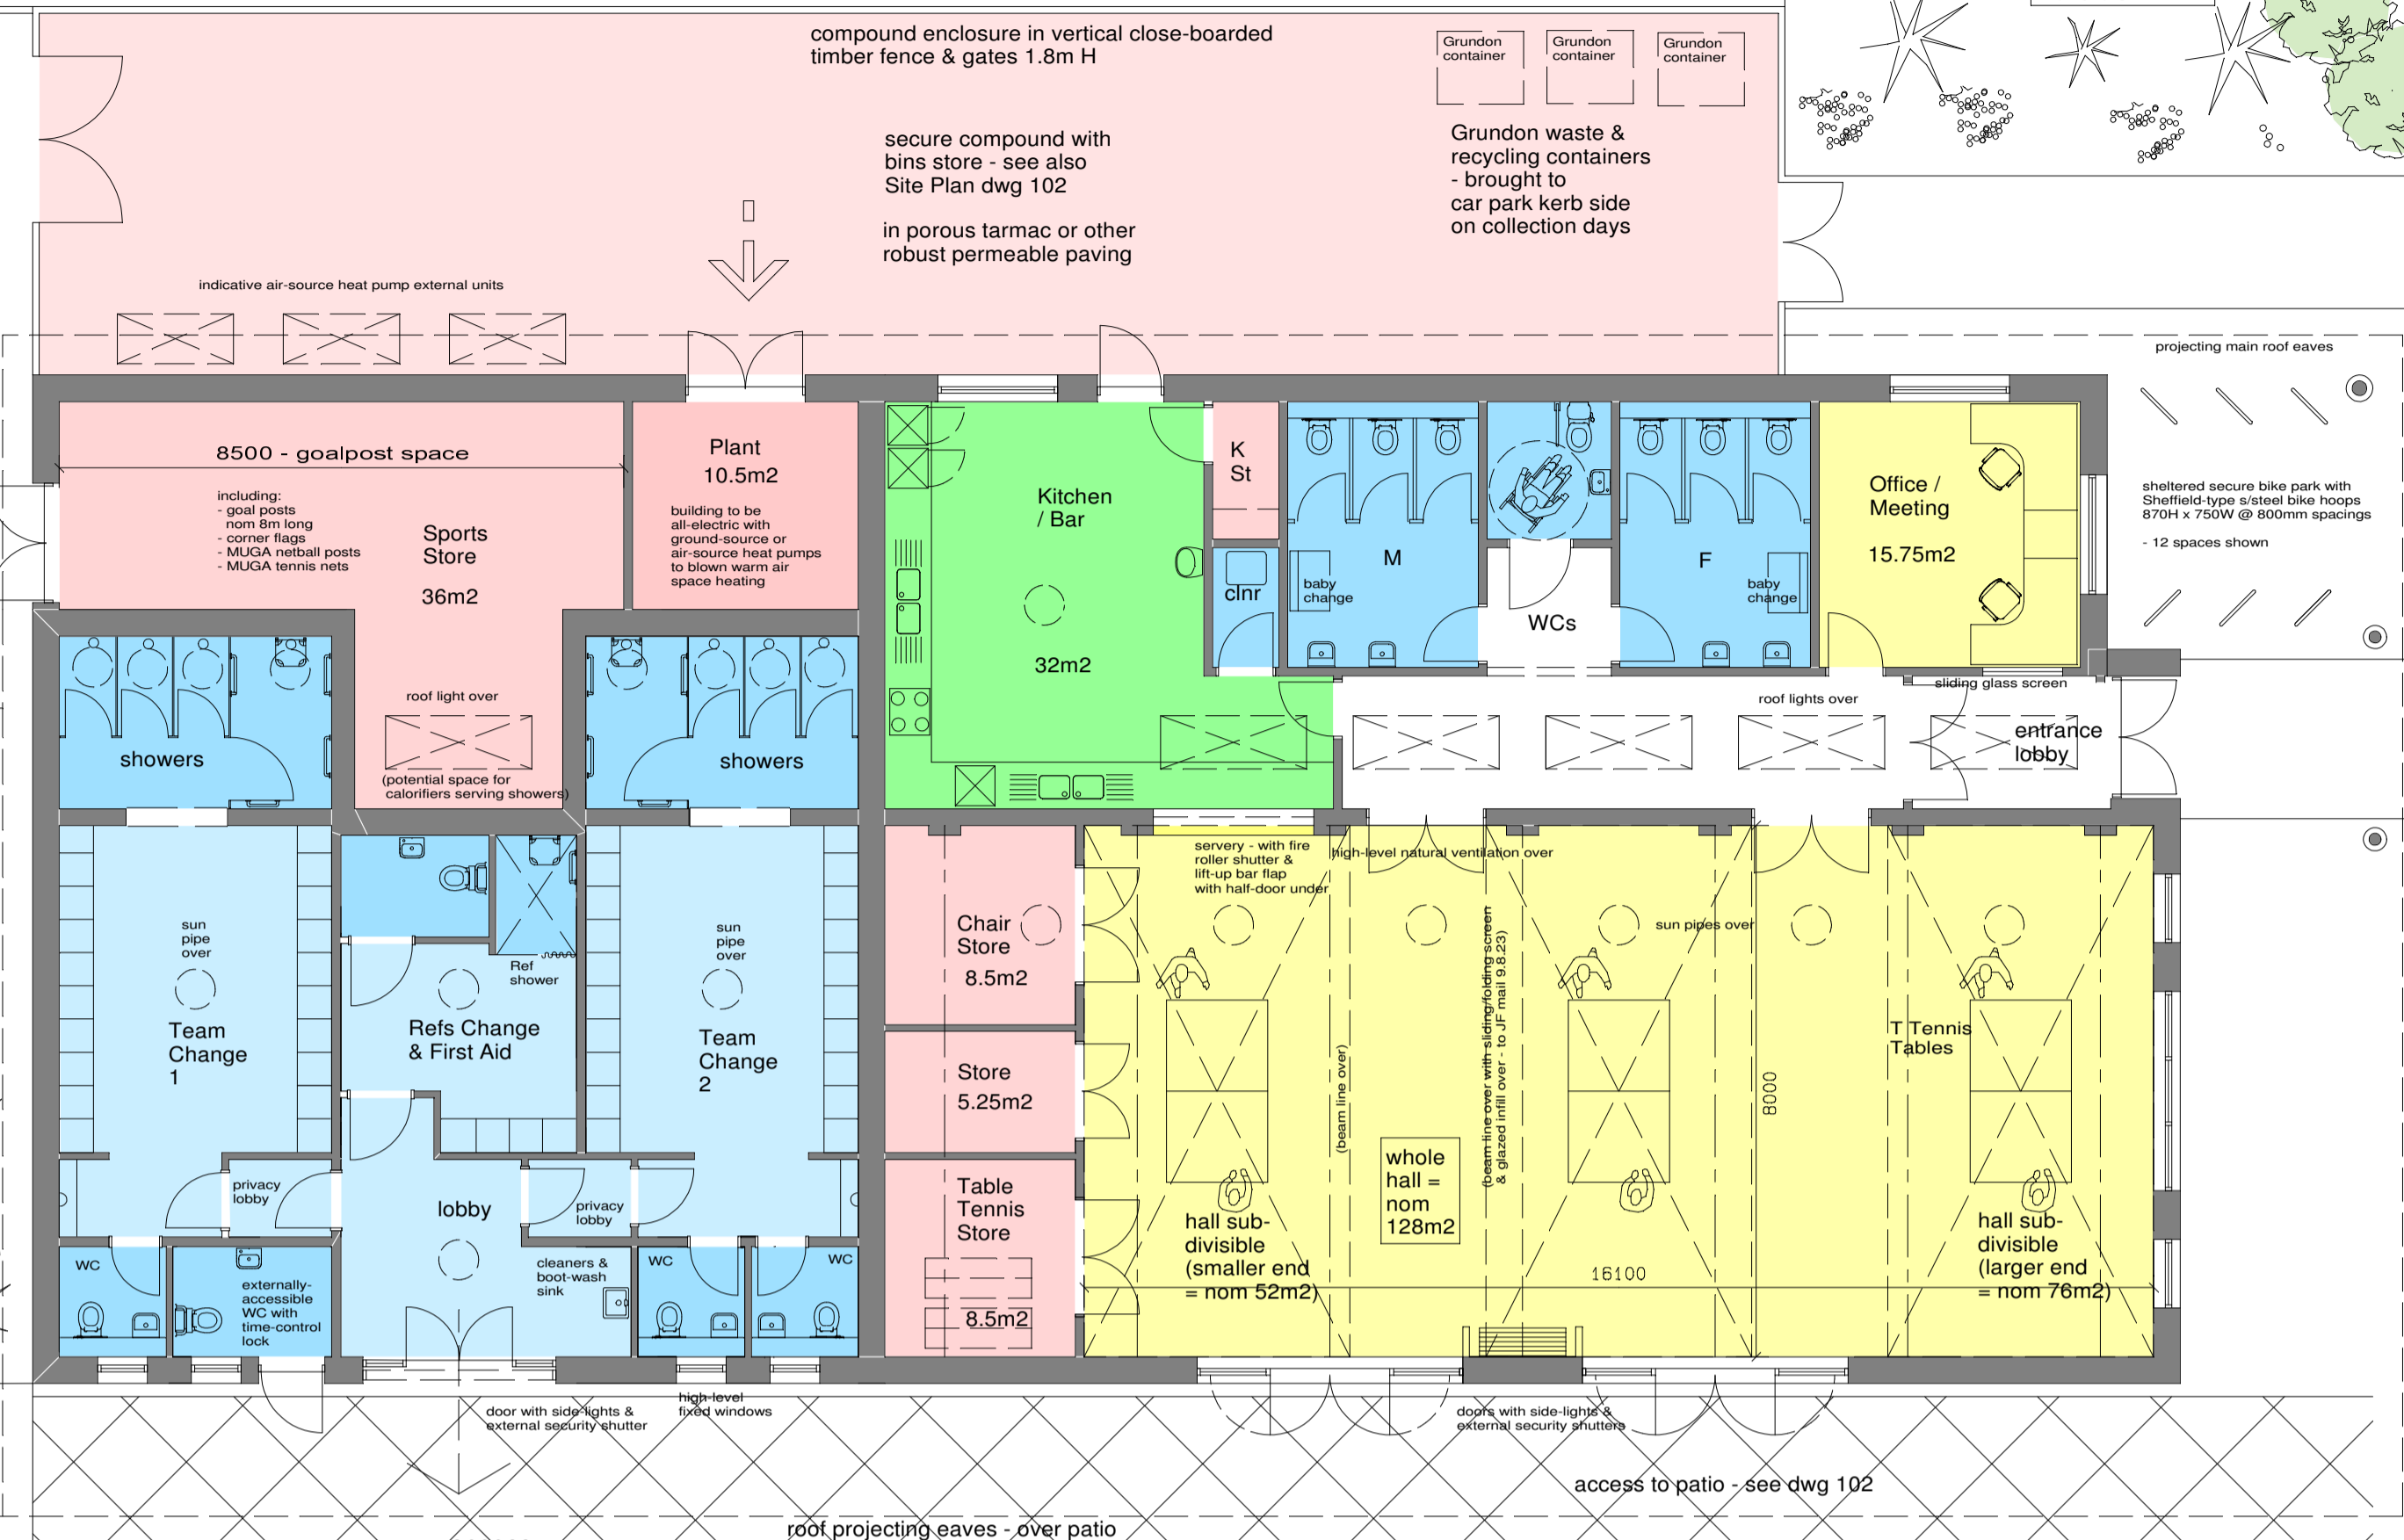 compound enclosure in vertical close-boarded
timber fence & gates 1.8m H
Grundon
container
Grundon
container
Grundon
container
secure compound with
bins store - see also
Site Plan dwg 102
in porous tarmac or other
robust permeable paving
Grundon waste &
recycling containers
- brought to
car park kerb side
on collection days
indicative air-source heat pump external units
projecting main roof eaves
8500 - goalpost space
including:
- goal posts
nom 8m long
- corner flags
- MUGA netball posts
- MUGA tennis nets
Sports
Store
36m2
Plant
10.5m2
building to be
all-electric with
ground-source or
air-source heat pumps
to blown warm air
space heating
Kitchen
/ Bar
32m2
K
St
clnr
M
baby
change
WCs
F
baby
change
Office /
Meeting
15.75m2
sheltered secure bike park with
Sheffield-type s/steel bike hoops
870H x 750W @ 800mm spacings
- 12 spaces shown
showers
roof light over
(potential space for
calorifiers serving showers)
showers
roof lights over
sliding glass screen
entrance
lobby
servery - with fire
roller shutter &
lift-up bar flap
with half-door under
high-level natural ventilation over
sun
pipe
over
Team
Change
1
Ref
shower
Refs Change
& First Aid
sun
pipe
over
Team
Change
2
Chair
Store
8.5m2
Store
5.25m2
Table
Tennis
Store
8.5m2
sun pipes over
(beam line over)
(beam line over with sliding/folding screen
& glazed infill over - to JF mail 9.8.23)
8000
T Tennis
Tables
whole
hall =
nom
128m2
hall sub-
divisible
(smaller end
= nom 52m2)
16100
hall sub-
divisible
(larger end
= nom 76m2)
privacy
lobby
lobby
privacy
lobby
WC
externally-
accessible
WC with
time-control
lock
cleaners &
boot-wash
sink
WC
WC
door with side-lights &
external security shutter
high-level
fixed windows
doors with side-lights &
external security shutters
access to patio - see dwg 102
roof projecting eaves - over patio